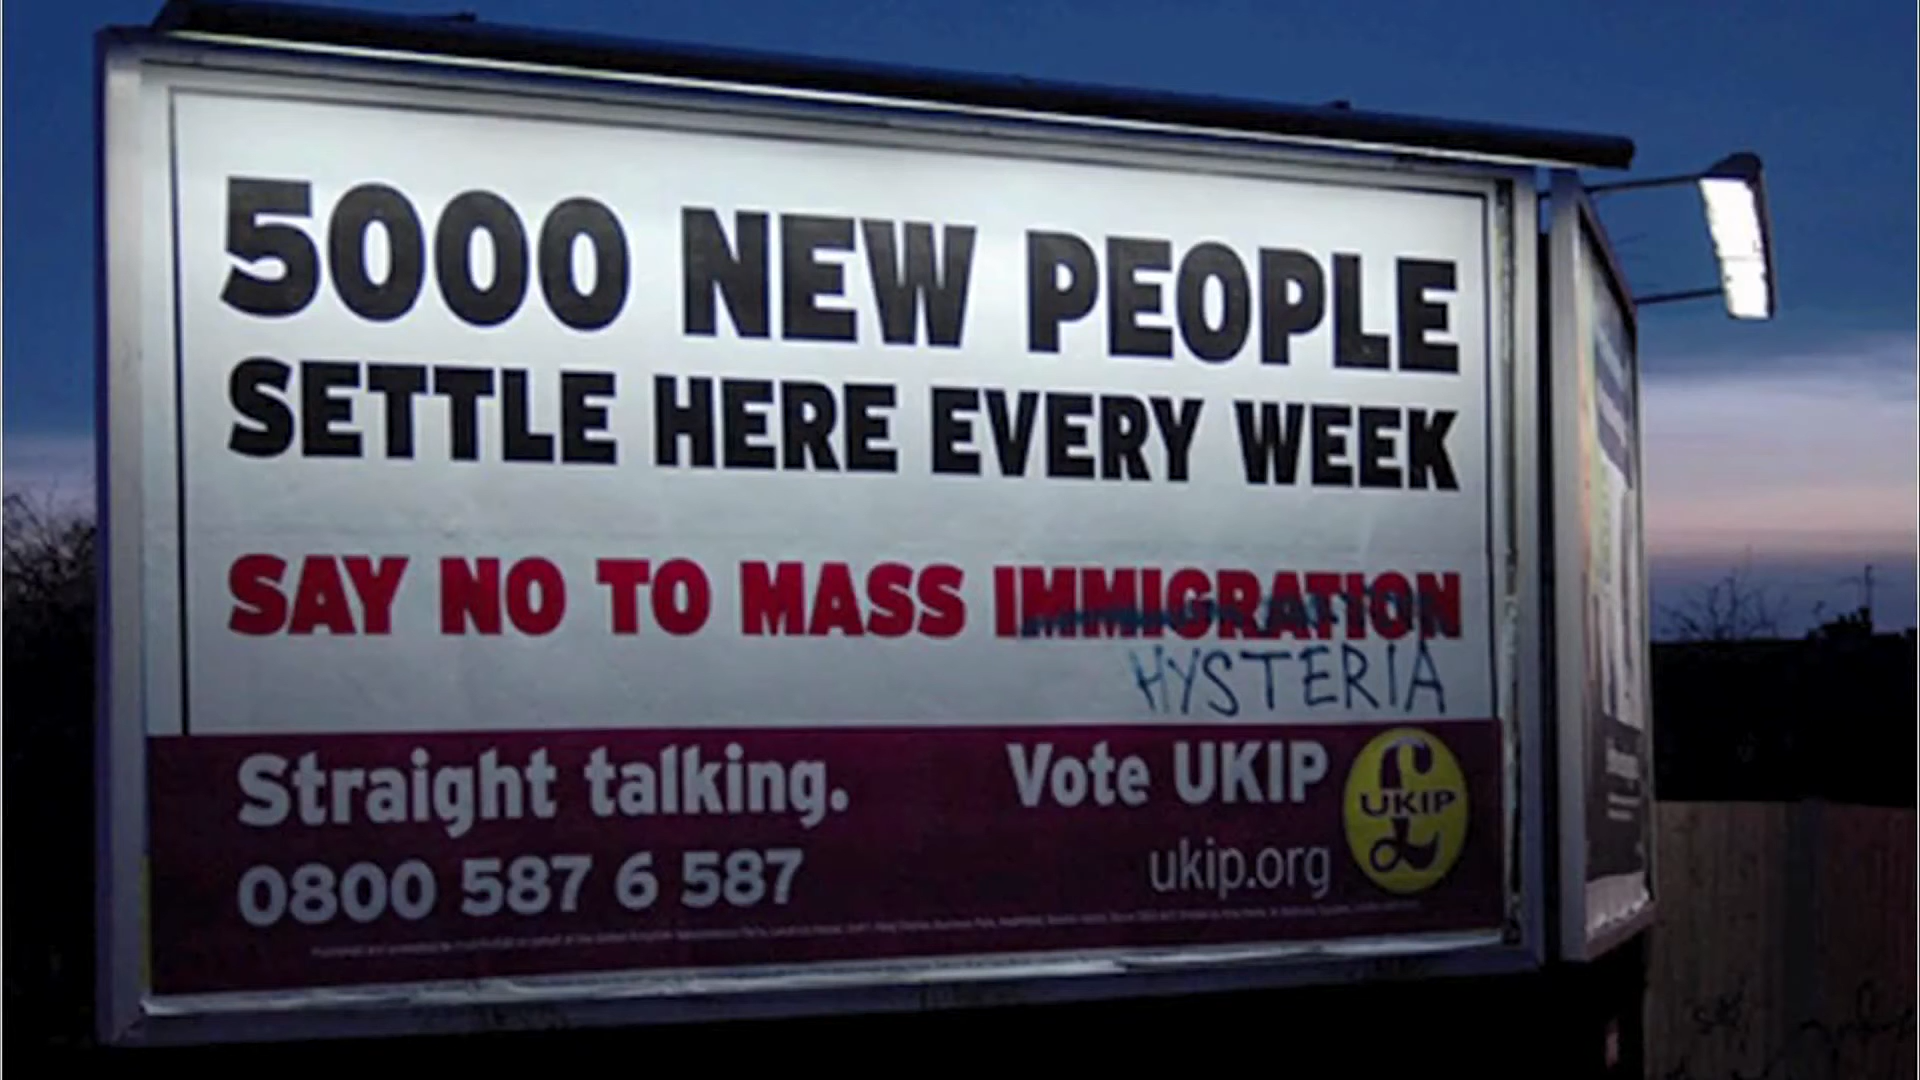 5000 NEW PEOPLE
SETTLE HERE EVERY WEEK
SAY NO TO MASS IMMIGRATION
HYSTERIA
Straight talking.
0800 587 6 587
Vote UKIP
ukip.org
UKIP